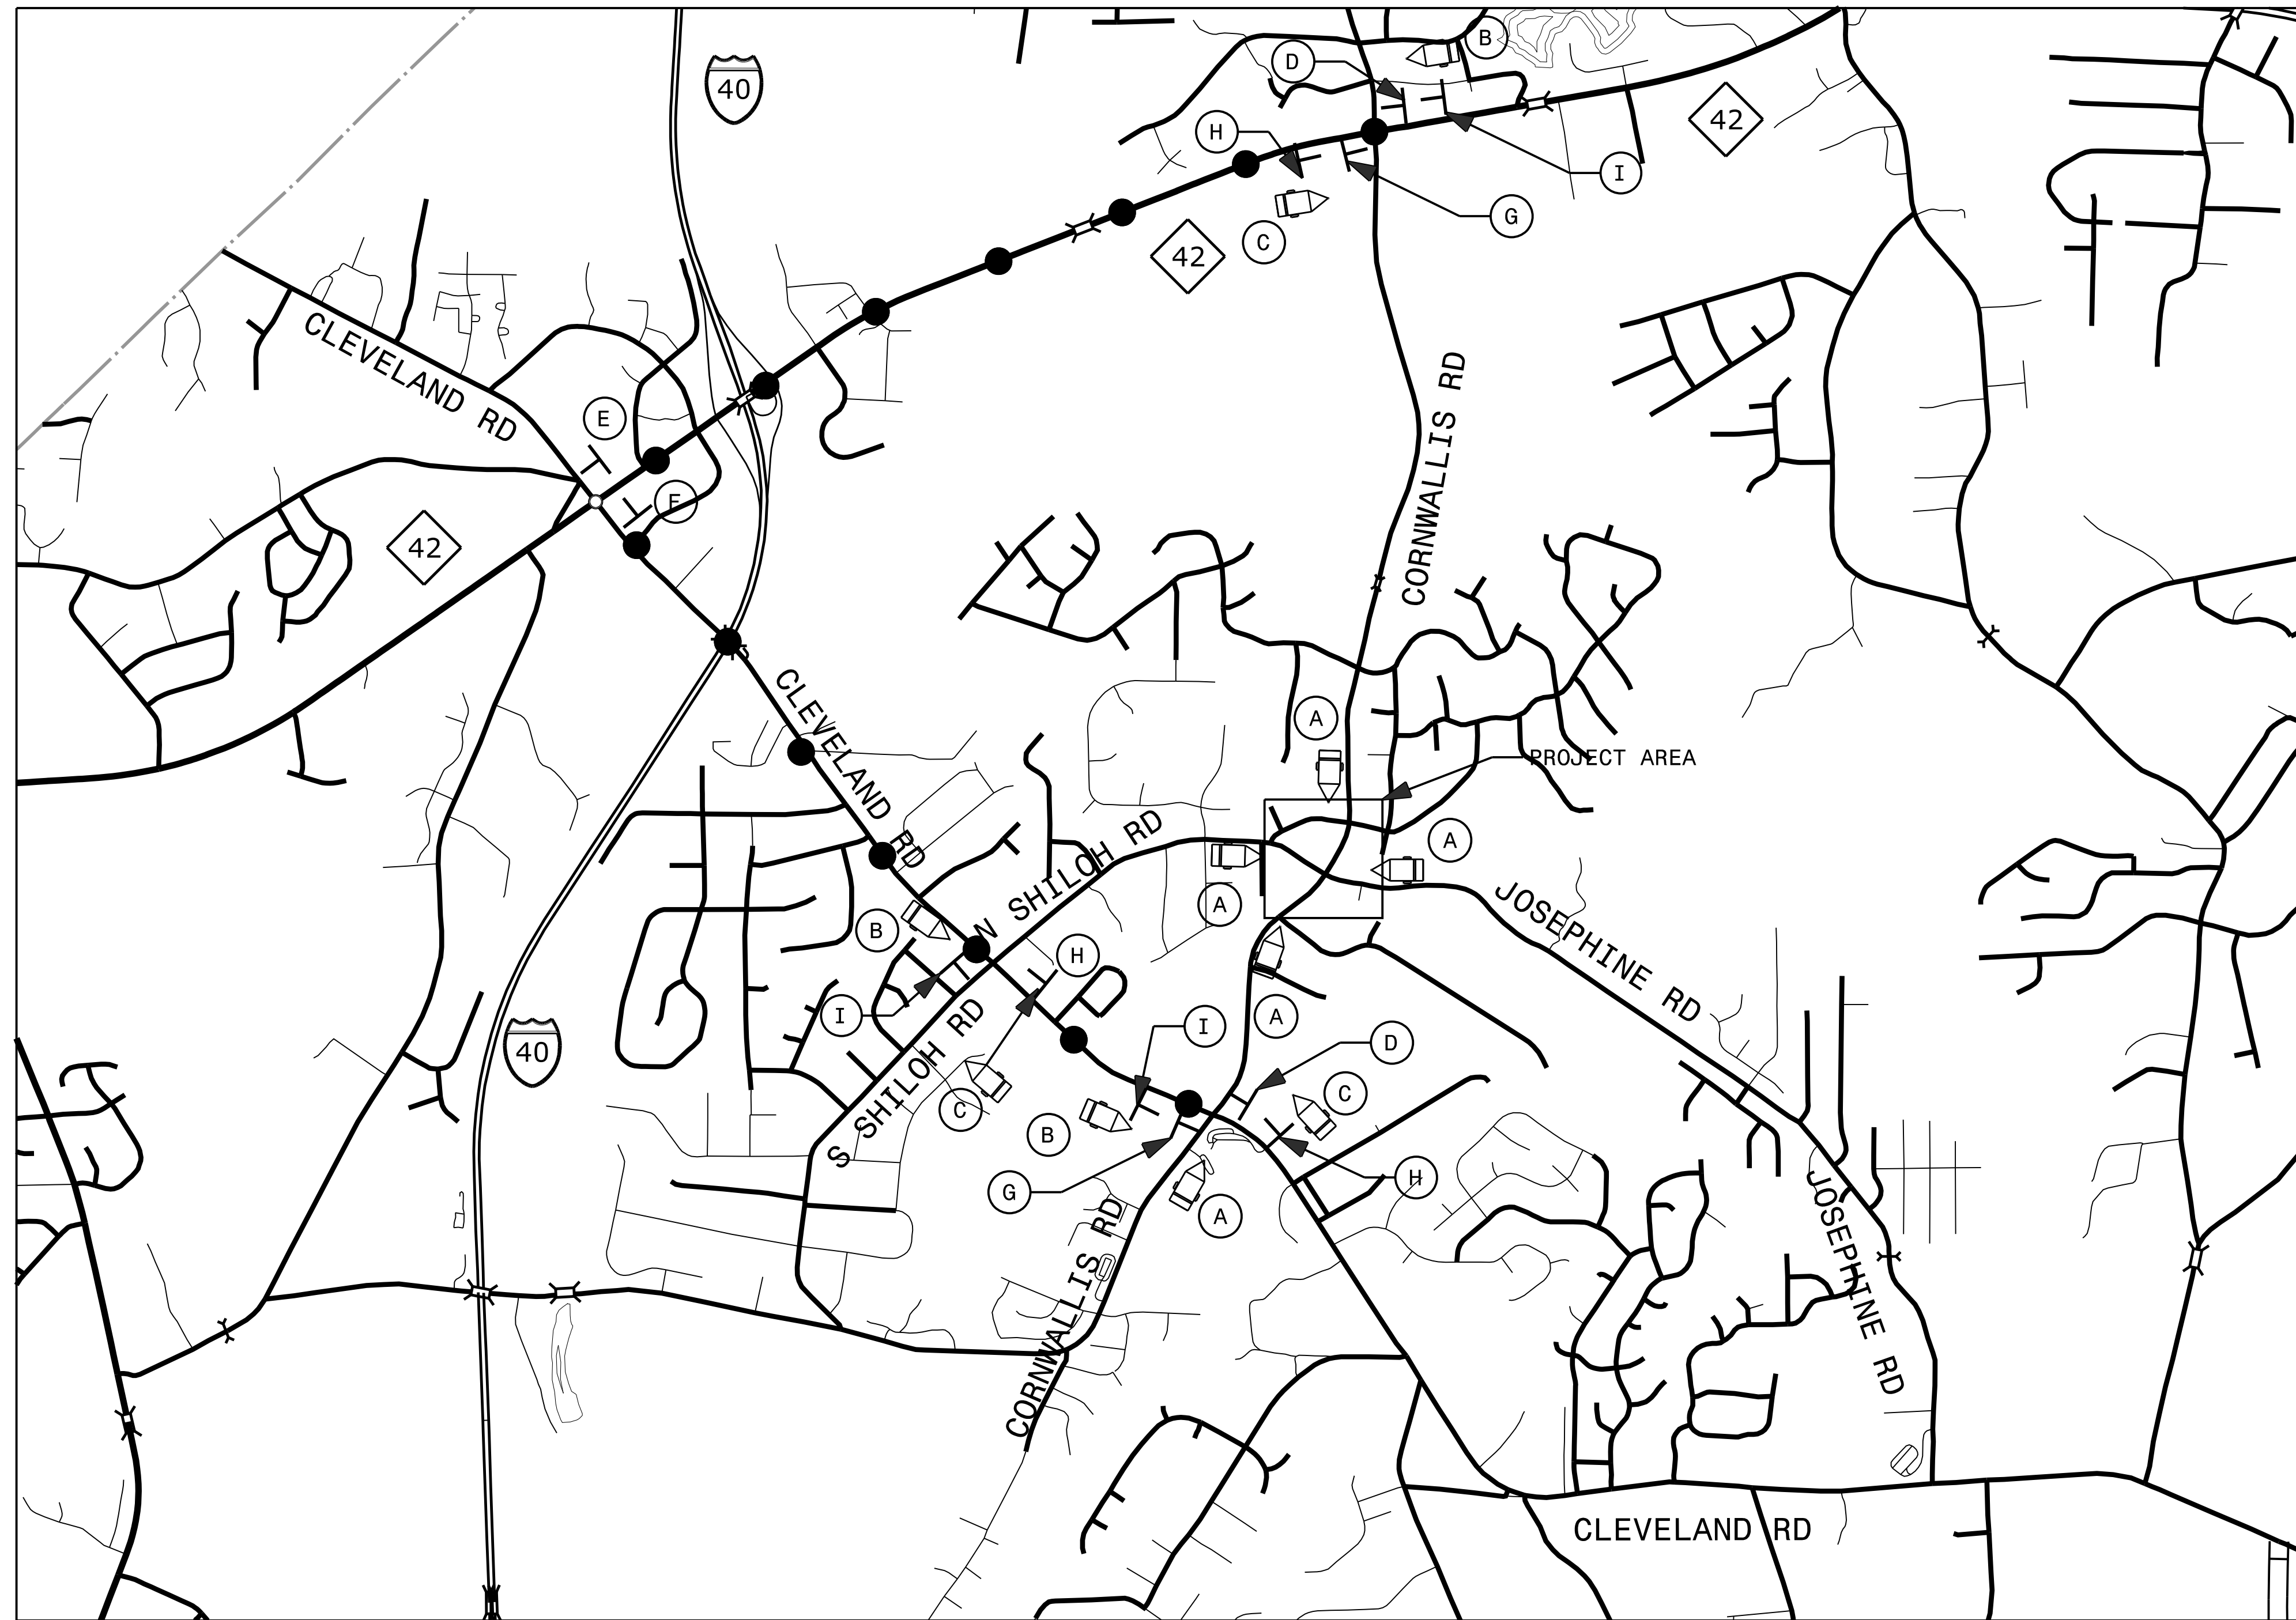 B
D
40
42
H
I
G
C
42
CLEVELAND RD
E
CORNWALLIS RD
F
42
A
CLEVELAND RD
PROJECT AREA
N SHILOH RD
A
A
B
JOSEPHINE RD
H
I
A
I
S SHILOH RD
40
D
C
C
B
G
H
A
CORNWALLIS RD
JOSEPHINE RD
CLEVELAND RD